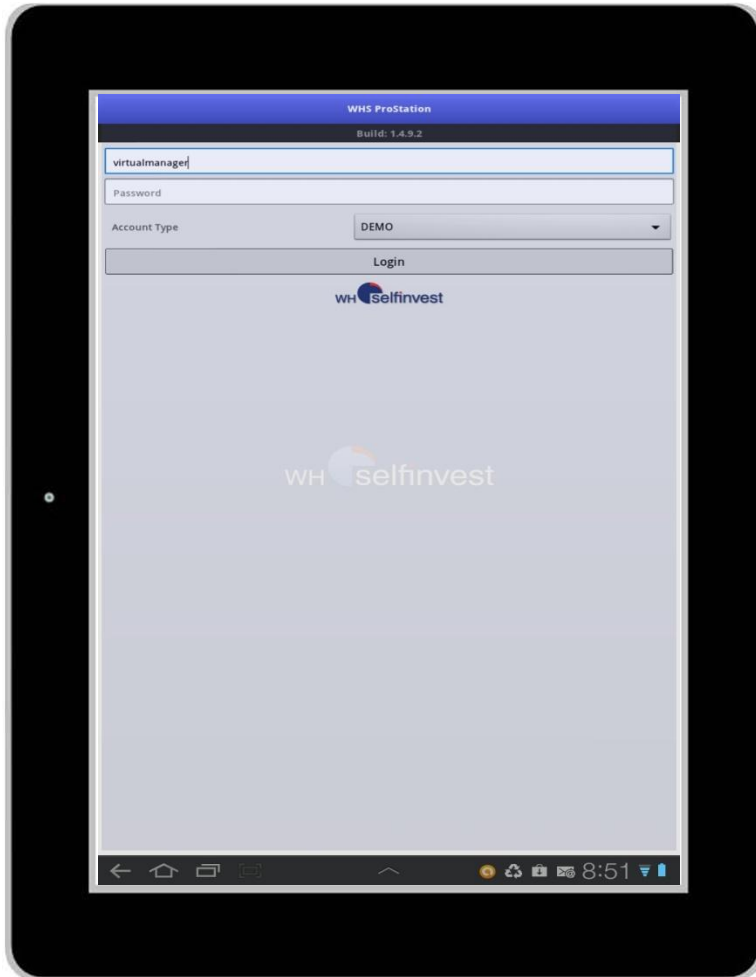 WHS ProStation
Build: 1.4.9.2
virtualmanager
Password
Account Type DEMO
Login
WH selfinvest
WH selfinvest
8:51